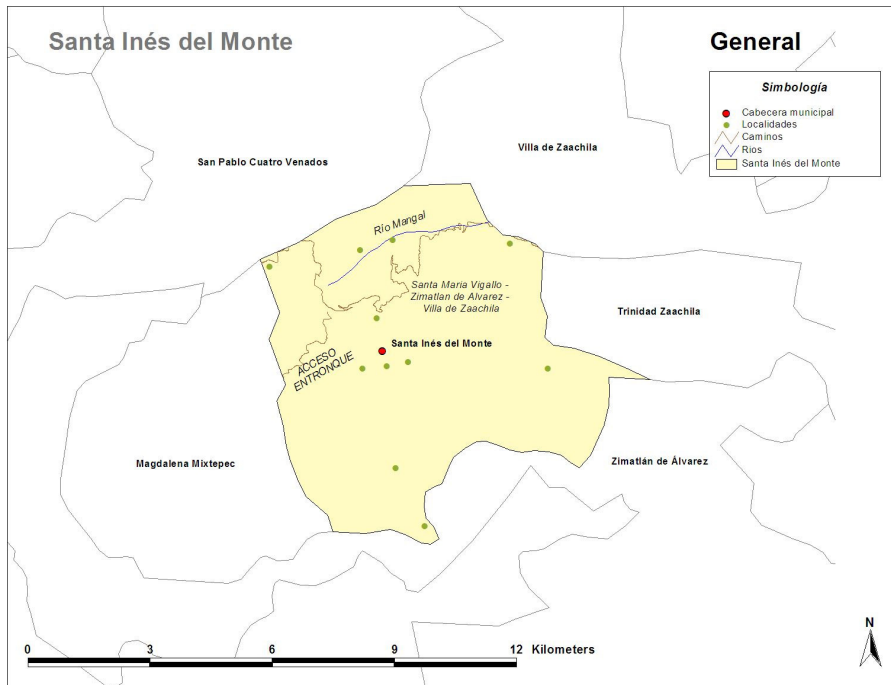 Santa Inés del Monte
General
Simbología
Cabecera municipal
Localidades
Caminos
Rios
Santa Inés del Monte
Villa de Zaachila
San Pablo Cuatro Venados
Río Mangal
Santa Maria Vigallo -
Zimatlan de Alvarez -
Villa de Zaachila
Trinidad Zaachila
Santa Inés del Monte
ACCESO
ENTRONQUE
Magdalena Mixtepec
Zimatlán de Álvarez
N
0 3 6 9 12 Kilometers